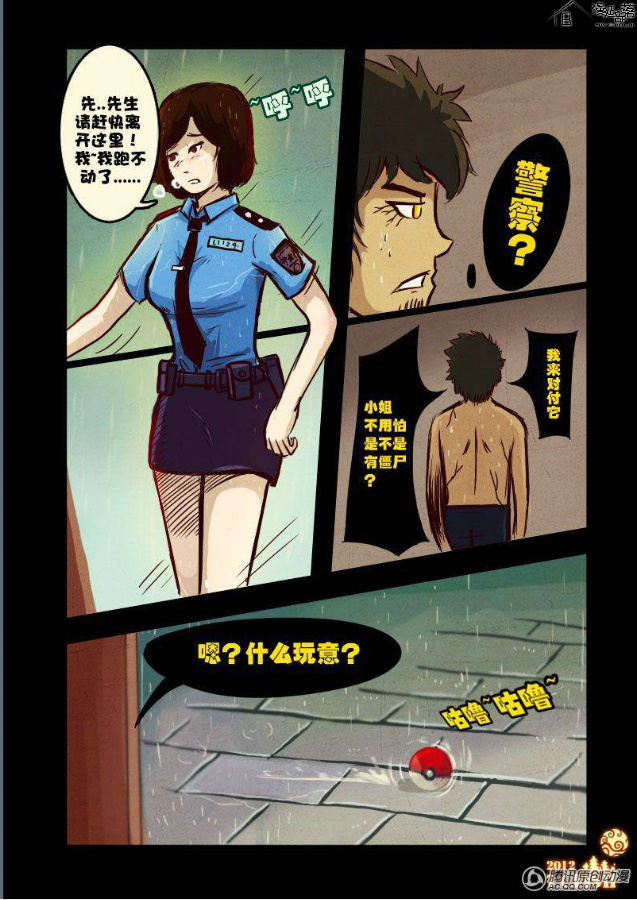 先..先生
请赶快离
开这里！
我~我跑不
动了......
~呼~呼
警察？
我来对付它
小姐
不用怕
是不是
有僵尸
？
嗯？什么玩意？
咕噜~咕噜~
L1124
2012
腾讯原创动漫
AC.QQ.COM